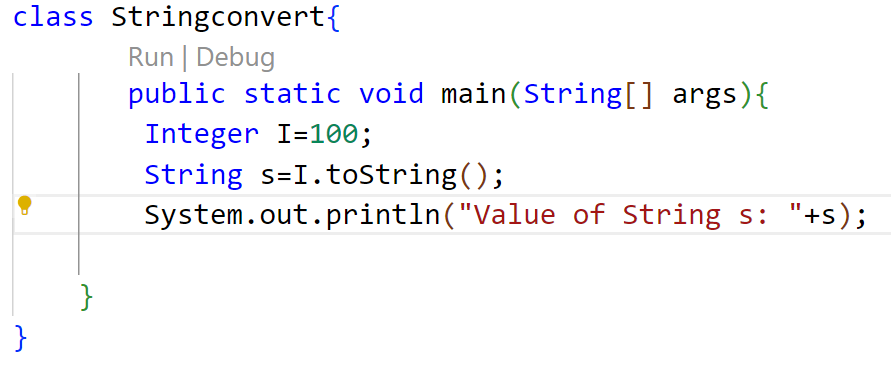 class Stringconvert{
Run | Debug
public static void main(String[] args){
Integer I=100;
String s=I.toString();
System.out.println("Value of String s: "+s);
}
}